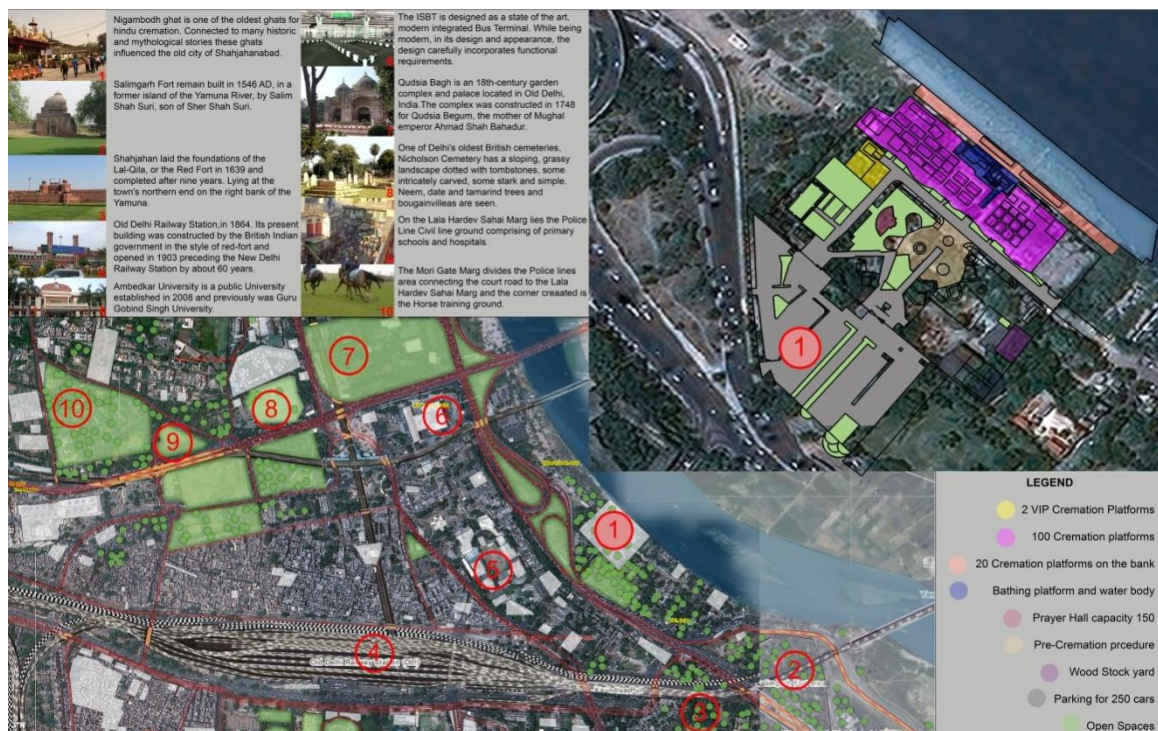 Nigambodh ghat is one of the oldest ghats for
hindu cremation. Connected to many historic
and mythological stories these ghats
influenced the old city of Shahjahanabad.
1
Salimgarh Fort remain built in 1546 AD, in a
former island of the Yamuna River, by Salim
Shah Suri, son of Sher Shah Suri.
Shahjahan laid the foundations of the
Lal-Qila, or the Red Fort in 1639 and
completed after nine years. Lying at the
town's northern end on the right bank of the
Yamuna.
3
Old Delhi Railway Station,in 1864. Its present
building was constructed by the British Indian
government in the style of red-fort and
opened in 1903 preceding the New Delhi
Railway Station by about 60 years.
Ambedkar University is a public University
established in 2008 and previously was Guru
Gobind Singh University.
The ISBT is designed as a state of the art,
modern integrated Bus Terminal. While being
modern, in its design and appearance, the
design carefully incorporates functional
requirements.
Qudsia Bagh is an 18th-century garden
complex and palace located in Old Delhi,
India.The complex was constructed in 1748
for Qudsia Begum, the mother of Mughal
emperor Ahmad Shah Bahadur.
One of Delhi's oldest British cemeteries,
Nicholson Cemetery has a sloping, grassy
landscape dotted with tombstones, some
intricately carved, some stark and simple.
Neem, date and tamarind trees and
bougainvilleas are seen.
8
On the Lala Hardev Sahai Marg lies the Police
Line Civil line ground comprising of primary
schools and hospitals.
The Mori Gate Marg divides the Police lines
area connecting the court road to the Lala
Hardev Sahai Marg and the corner creaated is
the Horse training ground.
10
1
7
10
8
6
9
1
5
4
Old Delhi Railway Station
2
3
LEGEND
2 VIP Cremation Platforms
100 Cremation platforms
20 Cremation platforms on the bank
Bathing platform and water body
Prayer Hall capacity 150
Pre-Cremation prcedure
Wood Stock yard
Parking for 250 cars
Open Spaces